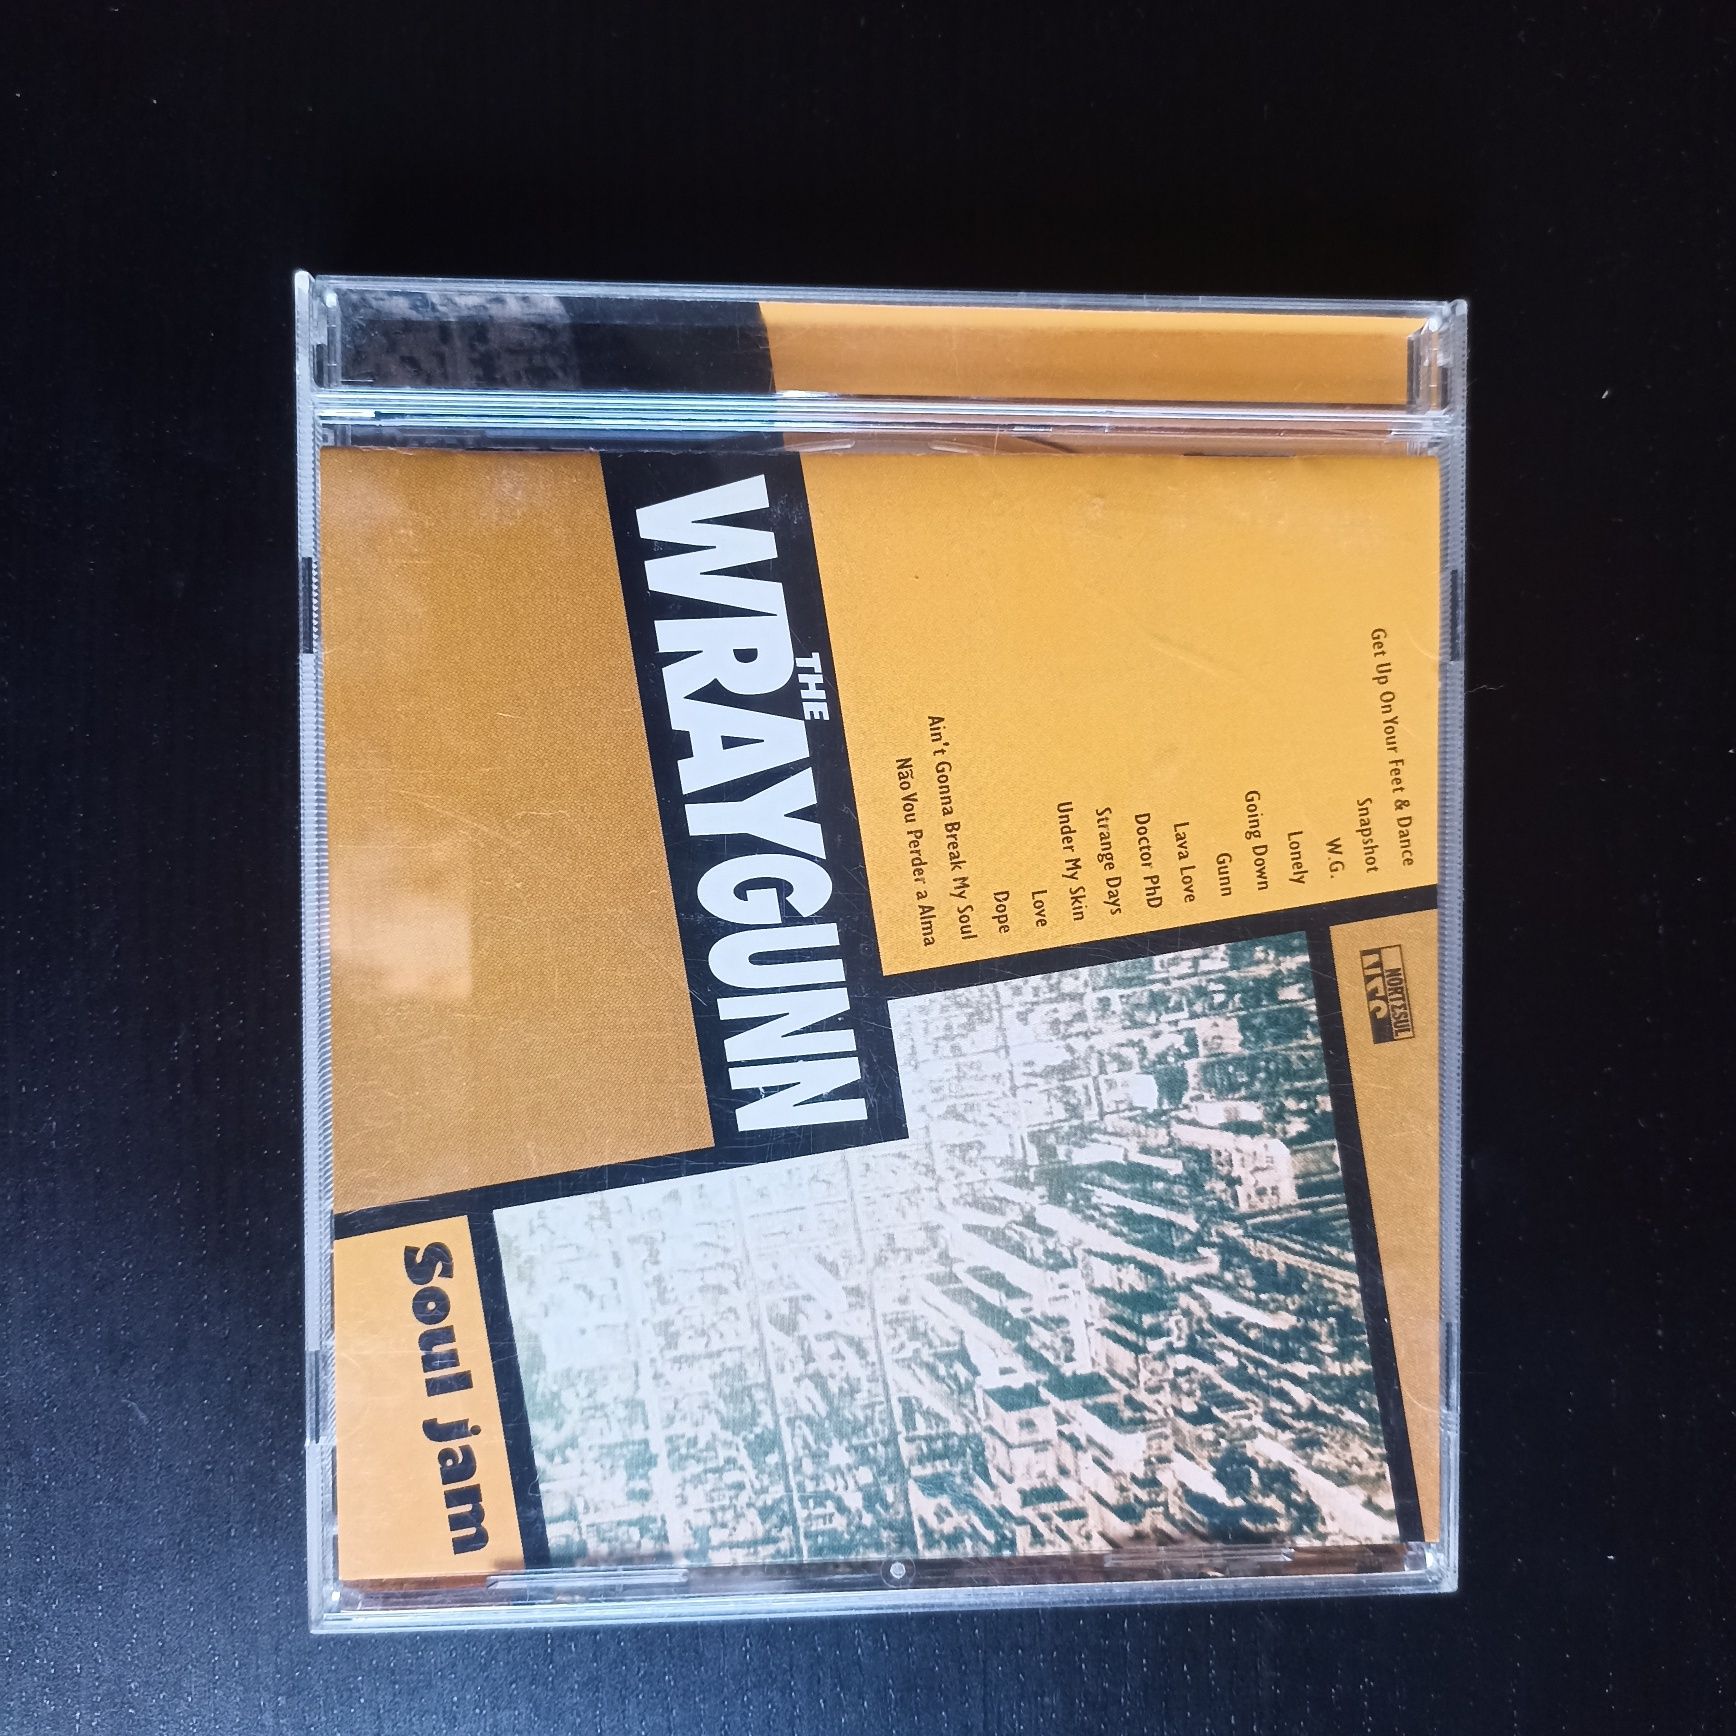 Get Up On Your Feet & Dance
Snapshot
W.G.
Lonely
Going Down
Gunn
Lava Love
Doctor PhD
Strange Days
Under My Skin
Love
Dope
Ain't Gonna Break My Soul
Não Vou Perder a Alma
NORTESUL
THE
WRAYGUNN
Soul jam